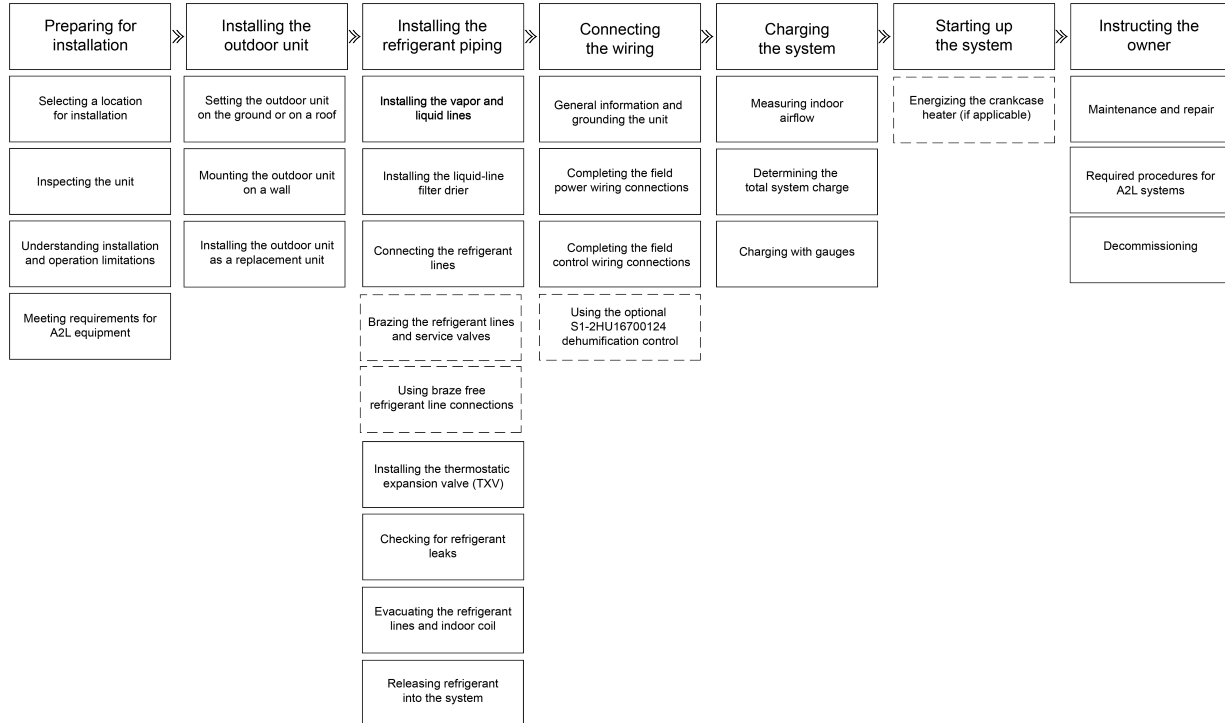 Preparing for
installation
Installing the
outdoor unit
Installing the
refrigerant piping
Connecting
the wiring
Charging
the system
Starting up
the system
Instructing the
owner
Selecting a location
for installation
Inspecting the unit
Understanding installation
and operation limitations
Meeting requirements for
A2L equipment
Setting the outdoor unit
on the ground or on a roof
Mounting the outdoor unit
on a wall
Installing the outdoor unit
as a replacement unit
Installing the vapor and
liquid lines
Installing the liquid-line
filter drier
Connecting the refrigerant
lines
Brazing the refrigerant lines
and service valves
Using braze free
refrigerant line connections
Installing the thermostatic
expansion valve (TXV)
Checking for refrigerant
leaks
Evacuating the refrigerant
lines and indoor coil
Releasing refrigerant
into the system
General information and
grounding the unit
Completing the field
power wiring connections
Completing the field
control wiring connections
Using the optional
S1-2HU16700124
dehumification control
Measuring indoor
airflow
Determining the
total system charge
Charging with gauges
Energizing the crankcase
heater (if applicable)
Maintenance and repair
Required procedures for
A2L systems
Decommissioning